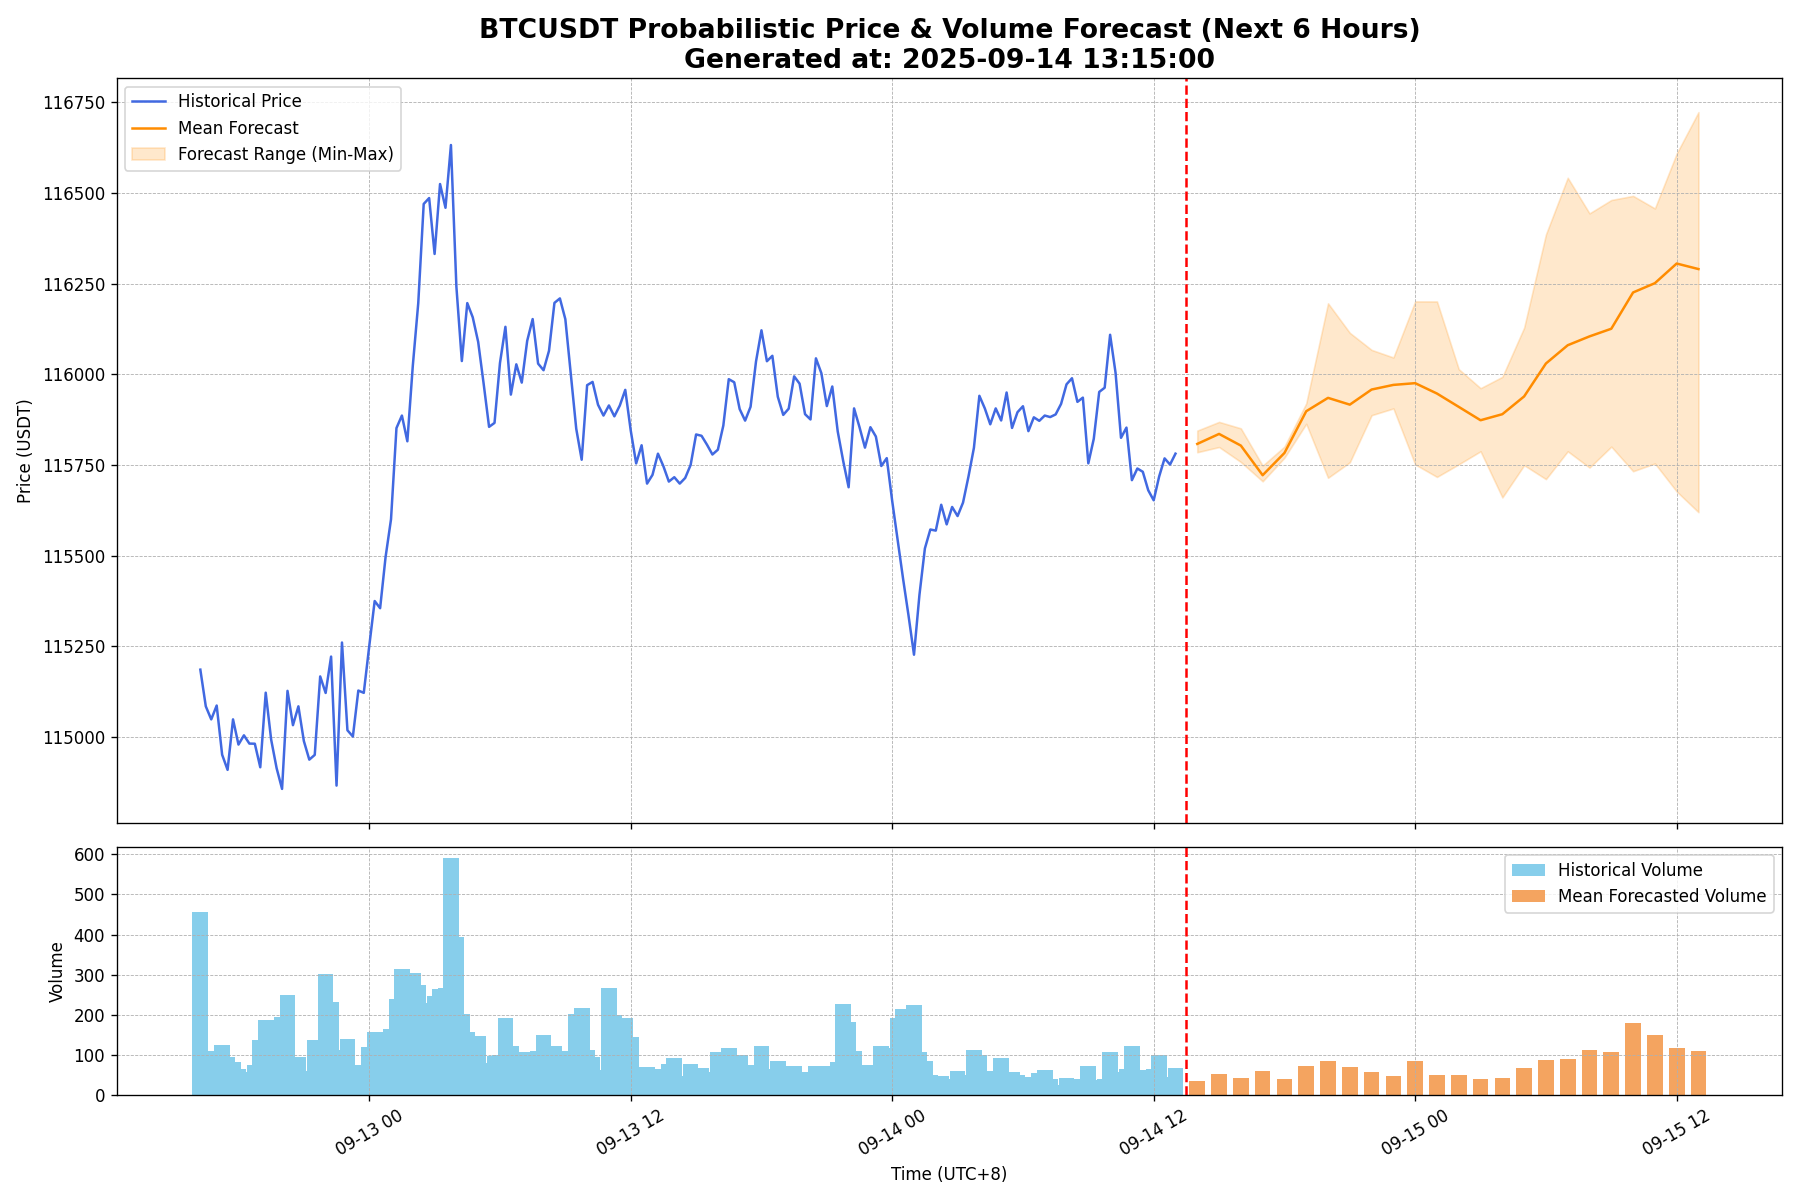 BTCUSDT Probabilistic Price & Volume Forecast (Next 6 Hours)
Generated at: 2025-09-14 13:15:00
Historical Price
Mean Forecast
Forecast Range (Min-Max)
Price (USDT)
116750
116500
116250
116000
115750
115500
115250
115000
Historical Volume
Mean Forecasted Volume
Volume
600
500
400
300
200
100
0
09-13 00
09-13 12
09-14 00
09-14 12
09-15 00
09-15 12
Time (UTC+8)